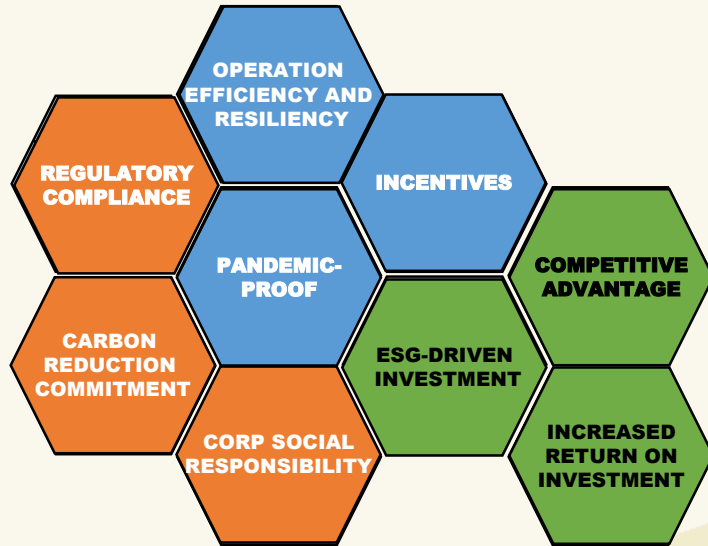 OPERATION
EFFICIENCY AND
RESILIENCY
REGULATORY
COMPLIANCE
INCENTIVES
PANDEMIC-
PROOF
COMPETITIVE
ADVANTAGE
CARBON
REDUCTION
COMMITMENT
ESG-DRIVEN
INVESTMENT
CORP SOCIAL
RESPONSIBILITY
INCREASED
RETURN ON
INVESTMENT